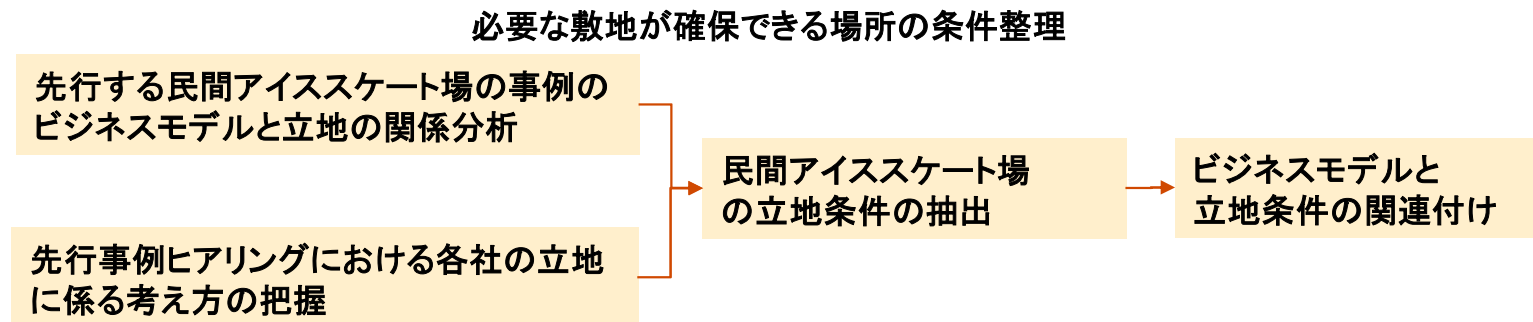 必要な敷地が確保できる場所の条件整理
先行する民間アイススケート場の事例の
ビジネスモデルと立地の関係分析
先行事例ヒアリングにおける各社の立地
に係る考え方の把握
民間アイススケート場
の立地条件の抽出
ビジネスモデルと
立地条件の関連付け